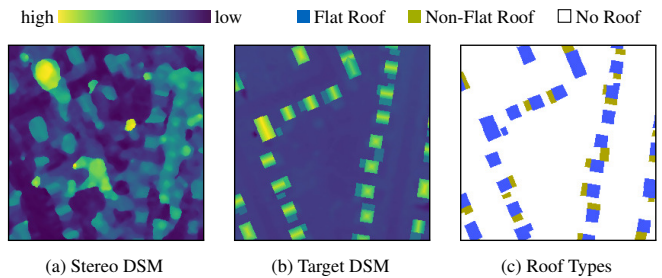 high low Flat Roof Non-Flat Roof No Roof
(a) Stereo DSM (b) Target DSM (c) Roof Types